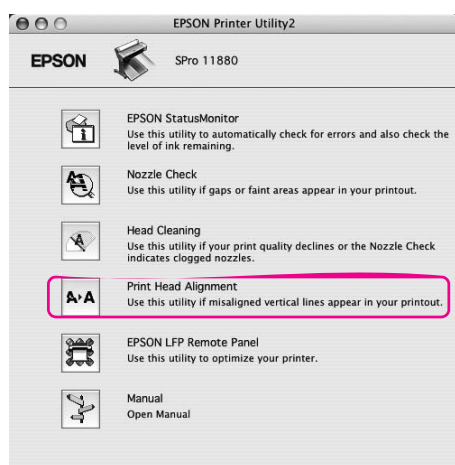 EPSON Printer Utility2
EPSON
SPro 11880
EPSON StatusMonitor
Use this utility to automatically check for errors and also check the
level of ink remaining.
Nozzle Check
Use this utility if gaps or faint areas appear in your printout.
Head Cleaning
Use this utility if your print quality declines or the Nozzle Check
indicates clogged nozzles.
Print Head Alignment
Use this utility if misaligned vertical lines appear in your printout.
EPSON LFP Remote Panel
Use this utility to optimize your printer.
Manual
Open Manual